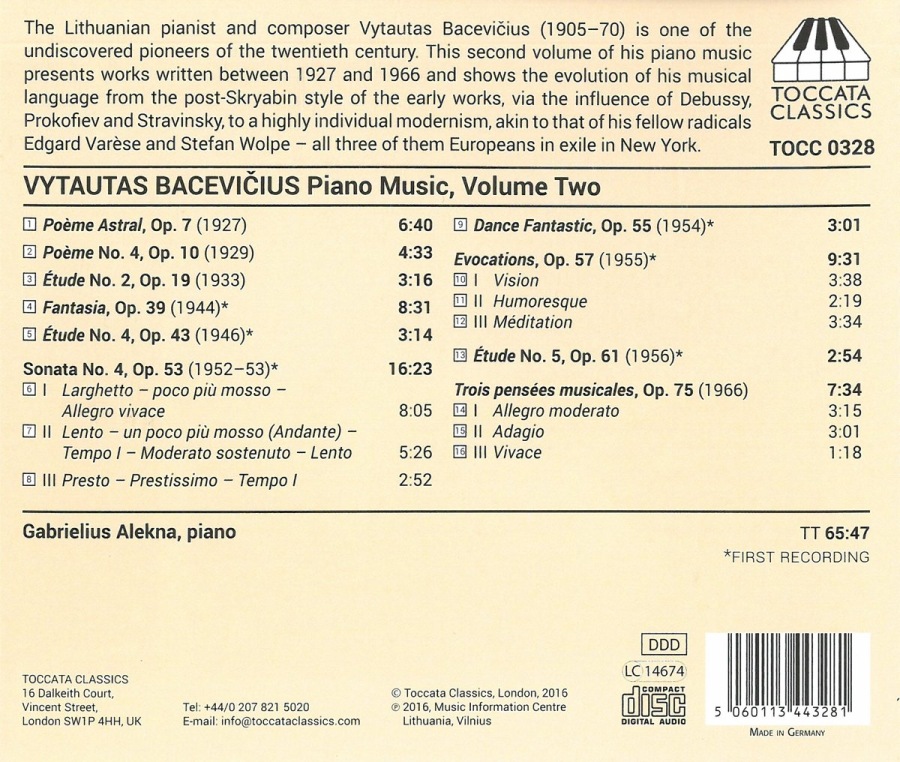 The Lithuanian pianist and composer Vytautas Bacevičius (1905–70) is one of the
undiscovered pioneers of the twentieth century. This second volume of his piano music
presents works written between 1927 and 1966 and shows the evolution of his musical
language from the post-Skryabin style of the early works, via the influence of Debussy,
Prokofiev and Stravinsky, to a highly individual modernism, akin to that of his fellow radicals
Edgard Varèse and Stefan Wolpe – all three of them Europeans in exile in New York.
TOCCATA
CLASSICS
TOCC 0328
VYTAUTAS BACEVIČIUS Piano Music, Volume Two
1 Poème Astral, Op. 7 (1927) 6:40
2 Poème No. 4, Op. 10 (1929) 4:33
3 Étude No. 2, Op. 19 (1933) 3:16
4 Fantasia, Op. 39 (1944)* 8:31
5 Étude No. 4, Op. 43 (1946)* 3:14
Sonata No. 4, Op. 53 (1952–53)* 16:23
6 I Larghetto – poco più mosso –
Allegro vivace 8:05
7 II Lento – un poco più mosso (Andante) –
Tempo I – Moderato sostenuto – Lento 5:26
8 III Presto – Prestissimo – Tempo I 2:52
9 Dance Fantastic, Op. 55 (1954)* 3:01
Evocations, Op. 57 (1955)* 9:31
10 I Vision 3:38
11 II Humoresque 2:19
12 III Méditation 3:34
13 Étude No. 5, Op. 61 (1956)* 2:54
Trois pensées musicales, Op. 75 (1966) 7:34
14 I Allegro moderato 3:15
15 II Adagio 3:01
16 III Vivace 1:18
Gabrielius Alekna, piano
TT 65:47
*FIRST RECORDING
TOCCATA CLASSICS
16 Dalkeith Court,
Vincent Street,
London SW1P 4HH, UK
Tel: +44/0 207 821 5020
E-mail: info@toccataclassics.com
© Toccata Classics, London, 2016
℗ 2016, Music Information Centre
Lithuania, Vilnius
DDD
LC 14674
COMPACT
disc
DIGITAL AUDIO
5 060113 443281
MADE IN GERMANY